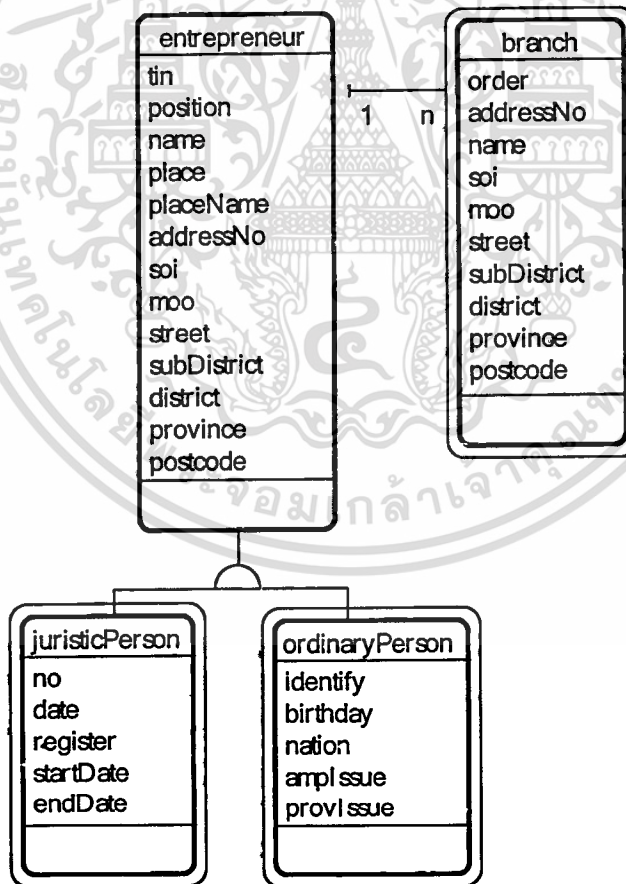 entrepreneur
tin
position
name
place
placeName
addressNo
soi
moo
street
subDistrict
district
province
postcode
1 n
branch
order
addressNo
name
soi
moo
street
subDistrict
district
province
postcode
juristicPerson
no
date
register
startDate
endDate
ordinaryPerson
identify
birthday
nation
ampIssue
provIssue